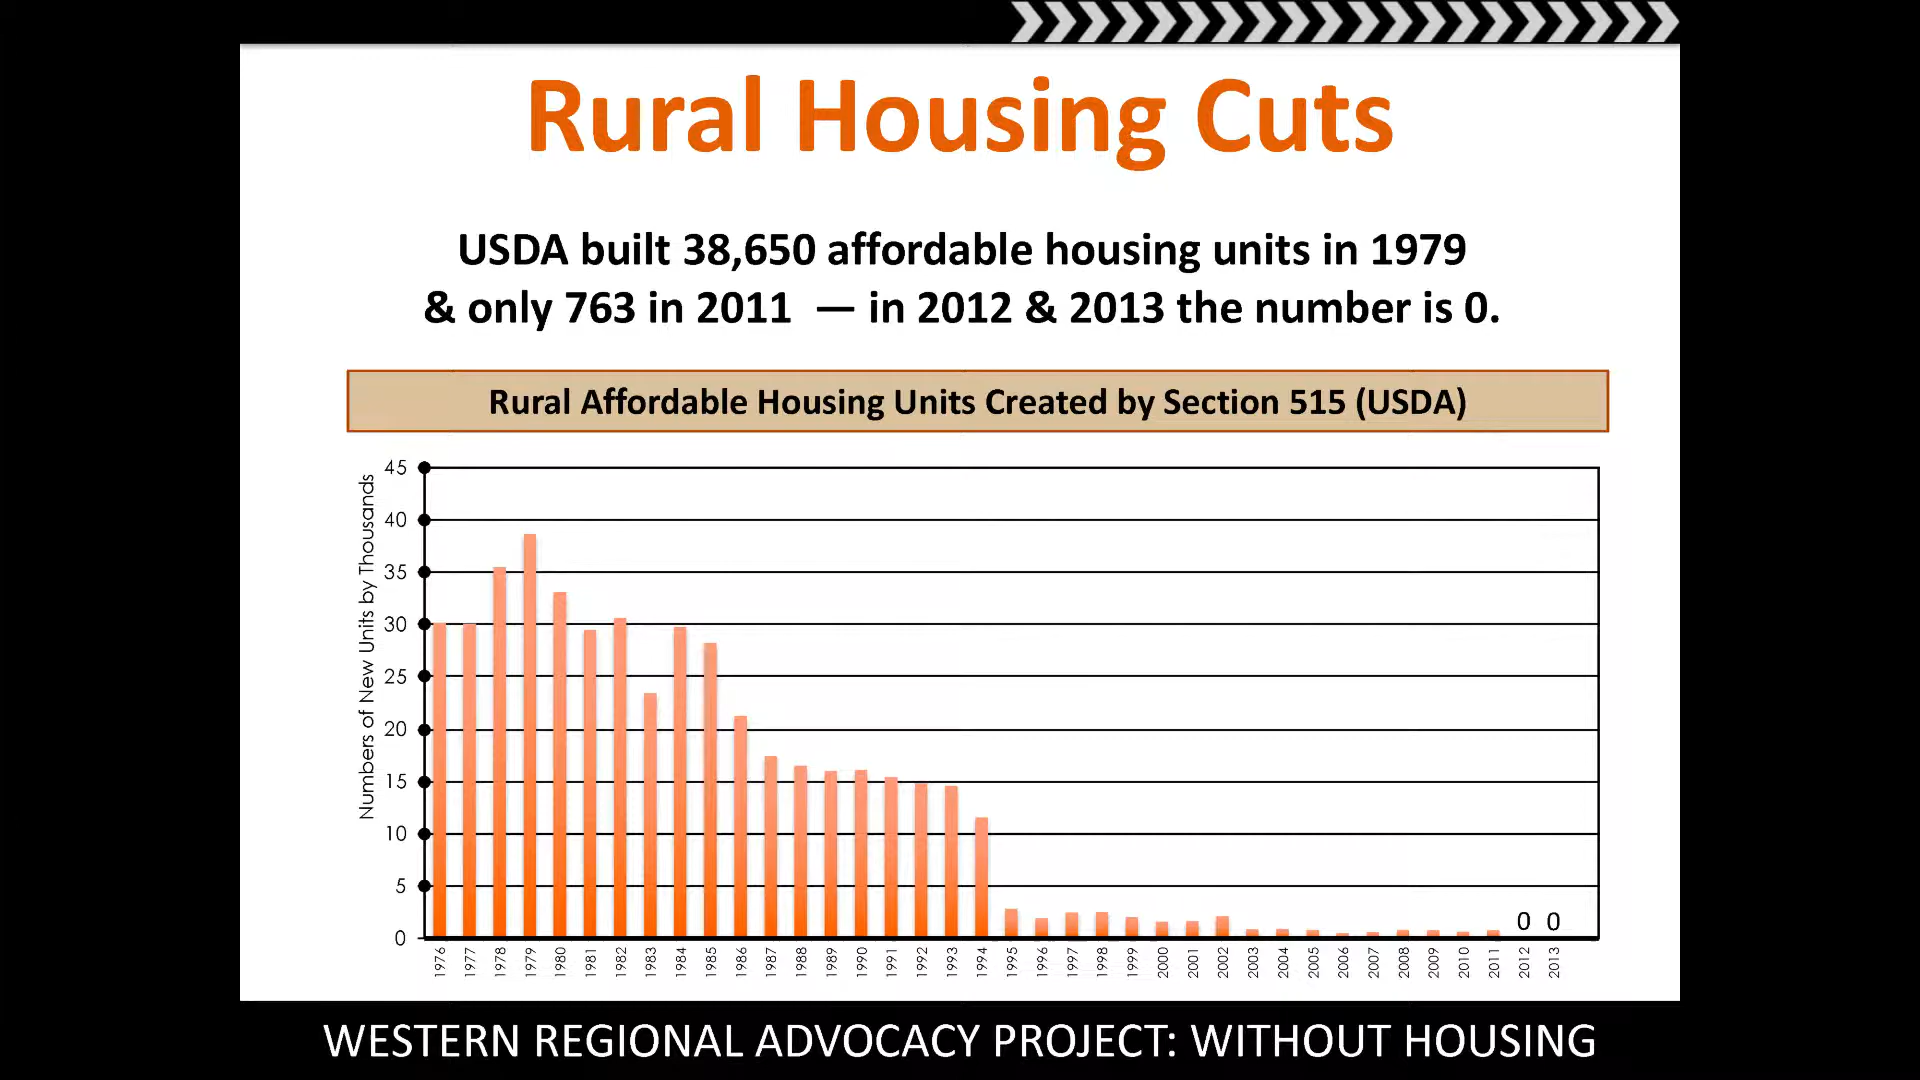 Rural Housing Cuts
USDA built 38,650 affordable housing units in 1979
& only 763 in 2011 — in 2012 & 2013 the number is 0.
Rural Affordable Housing Units Created by Section 515 (USDA)
Numbers of New Units by Thousands
45
40
35
30
25
20
15
10
5
0
0 0
1976 1977 1978 1979 1980 1981 1982 1983 1984 1985 1986 1987 1988 1989 1990 1991 1992 1993 1994 1995 1996 1997 1998 1999 2000 2001 2002 2003 2004 2005 2006 2007 2008 2009 2010 2011 2012 2013
WESTERN REGIONAL ADVOCACY PROJECT: WITHOUT HOUSING